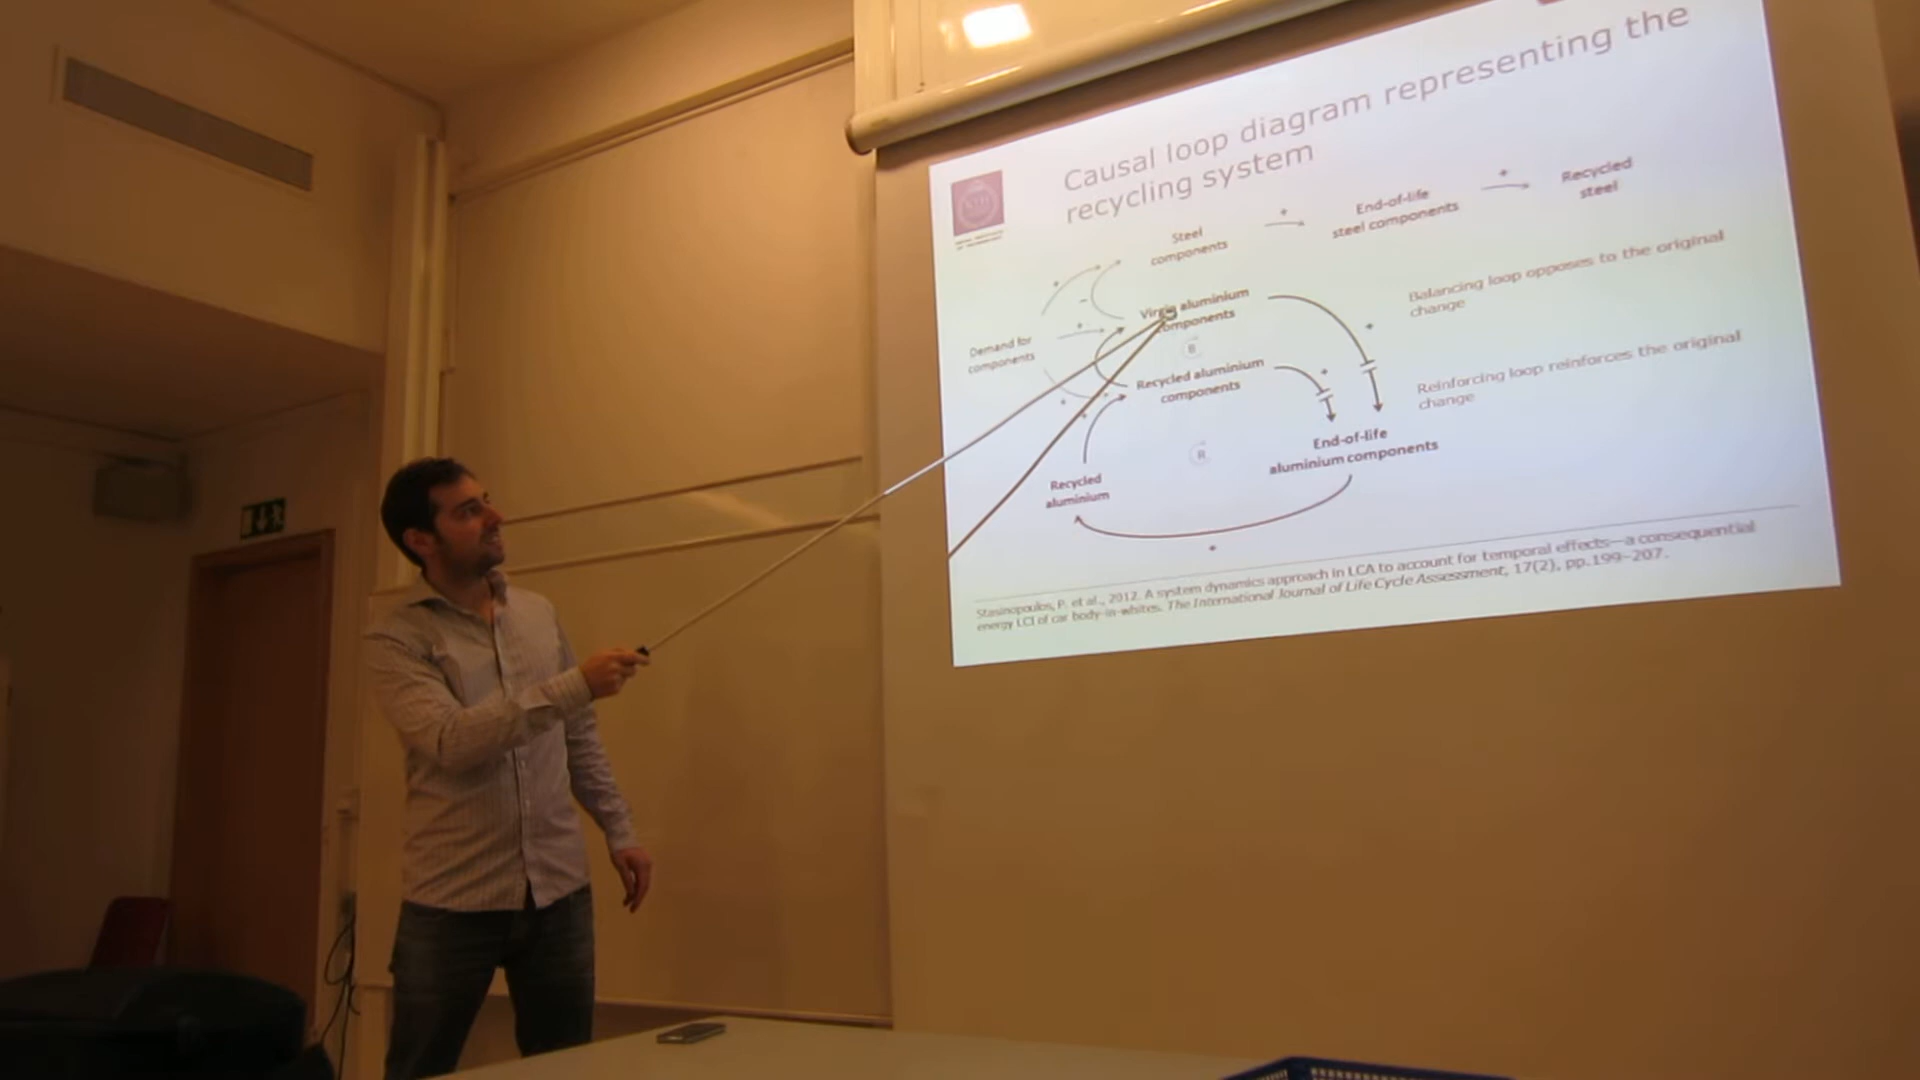 Causal loop diagram representing the
recycling system
Steel
components
End-of-life
steel components
Recycled
steel
Virgin aluminium
components
Balancing loop opposes to the original
change
Demand for
components
B
Recycled aluminium
components
Reinforcing loop reinforces the original
change
R
End-of-life
aluminium components
Recycled
aluminium
Stasinopoulos, P. et al., 2012. A system dynamics approach in LCA to account for temporal effects—a consequential
energy LCI of car body-in-whites. The International Journal of Life Cycle Assessment, 17(2), pp.199–207.